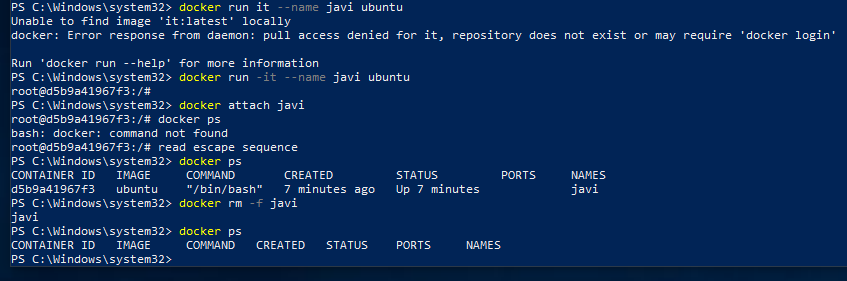 PS C:\Windows\system32> docker run it --name javi ubuntu
Unable to find image 'it:latest' locally
docker: Error response from daemon: pull access denied for it, repository does not exist or may require 'docker login'
Run 'docker run --help' for more information
PS C:\Windows\system32> docker run -it --name javi ubuntu
root@d5b9a41967f3:/#
PS C:\Windows\system32> docker attach javi
root@d5b9a41967f3:/# docker ps
bash: docker: command not found
root@d5b9a41967f3:/# read escape sequence
PS C:\Windows\system32> docker ps
CONTAINER ID   IMAGE     COMMAND       CREATED         STATUS         PORTS     NAMES
d5b9a41967f3   ubuntu    "/bin/bash"   7 minutes ago   Up 7 minutes             javi
PS C:\Windows\system32> docker rm -f javi
javi
PS C:\Windows\system32> docker ps
CONTAINER ID   IMAGE     COMMAND   CREATED   STATUS    PORTS     NAMES
PS C:\Windows\system32>